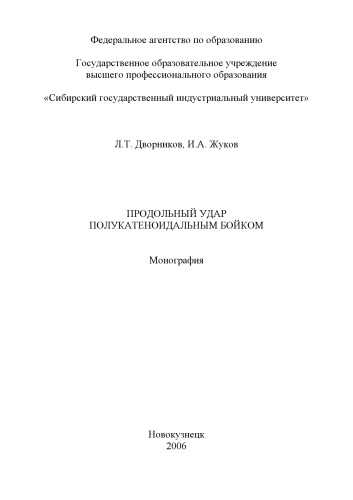 Федеральное агентство по образованию
Государственное образовательное учреждение
высшего профессионального образования
«Сибирский государственный индустриальный университет»
Л.Т. Дворников, И.А. Жуков
ПРОДОЛЬНЫЙ УДАР
ПОЛУКАТЕНОИДАЛЬНЫМ БОЙКОМ
Монография
Новокузнецк
2006